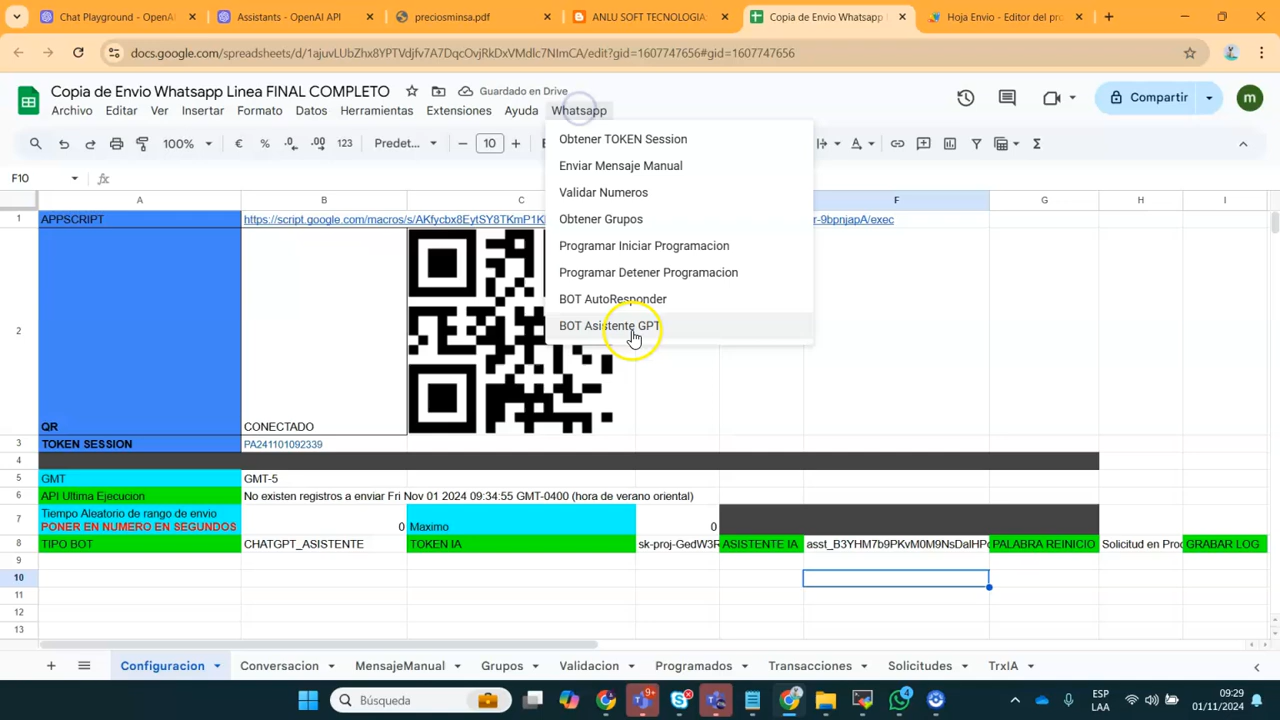 Chat Playground - OpenAI
Assistants - OpenAI API
preciosminsa.pdf
ANLU SOFT TECNOLOGIA
Copia de Envio Whatsapp
Hoja Envio - Editor del pro
docs.google.com/spreadsheets/d/1ajuvLUbZhx8YPTVdjfv7A7DqcOvjRkDxVMdlc7NImCA/edit?gid=1607747656#gid=1607747656
Copia de Envio Whatsapp Linea FINAL COMPLETO
Guardado en Drive
Archivo Editar Ver Insertar Formato Datos Herramientas Extensiones Ayuda Whatsapp
Compartir
m
100% € % .0 .00 123 Predet... 10
F10
fx
Obtener TOKEN Session
Enviar Mensaje Manual
Validar Numeros
Obtener Grupos
Programar Iniciar Programacion
Programar Detener Programacion
BOT AutoResponder
BOT Asistente GPT
A B C F G H I
1 APPSCRIPT https://script.google.com/macros/s/AKfycbx8EytSY8TKmP1K r-9bpnjapA/exec
2 QR CONECTADO
3 TOKEN SESSION PA241101092339
4
5 GMT GMT-5
6 API Ultima Ejecucion No existen registros a enviar Fri Nov 01 2024 09:34:55 GMT-0400 (hora de verano oriental)
Tiempo Aleatorio de rango de envio
7 PONER EN NUMERO EN SEGUNDOS 0 Maximo 0
8 TIPO BOT CHATGPT_ASISTENTE TOKEN IA sk-proj-GedW3R ASISTENTE IA asst_B3YHM7b9PKvM0M9NsDalHPc PALABRA REINICIO Solicitud en Proc GRABAR LOG
9
10
11
12
13
Configuracion Conversacion MensajeManual Grupos Validacion Programados Transacciones Solicitudes TrxIA
Búsqueda
9+
4
ESP
LAA
09:29
01/11/2024